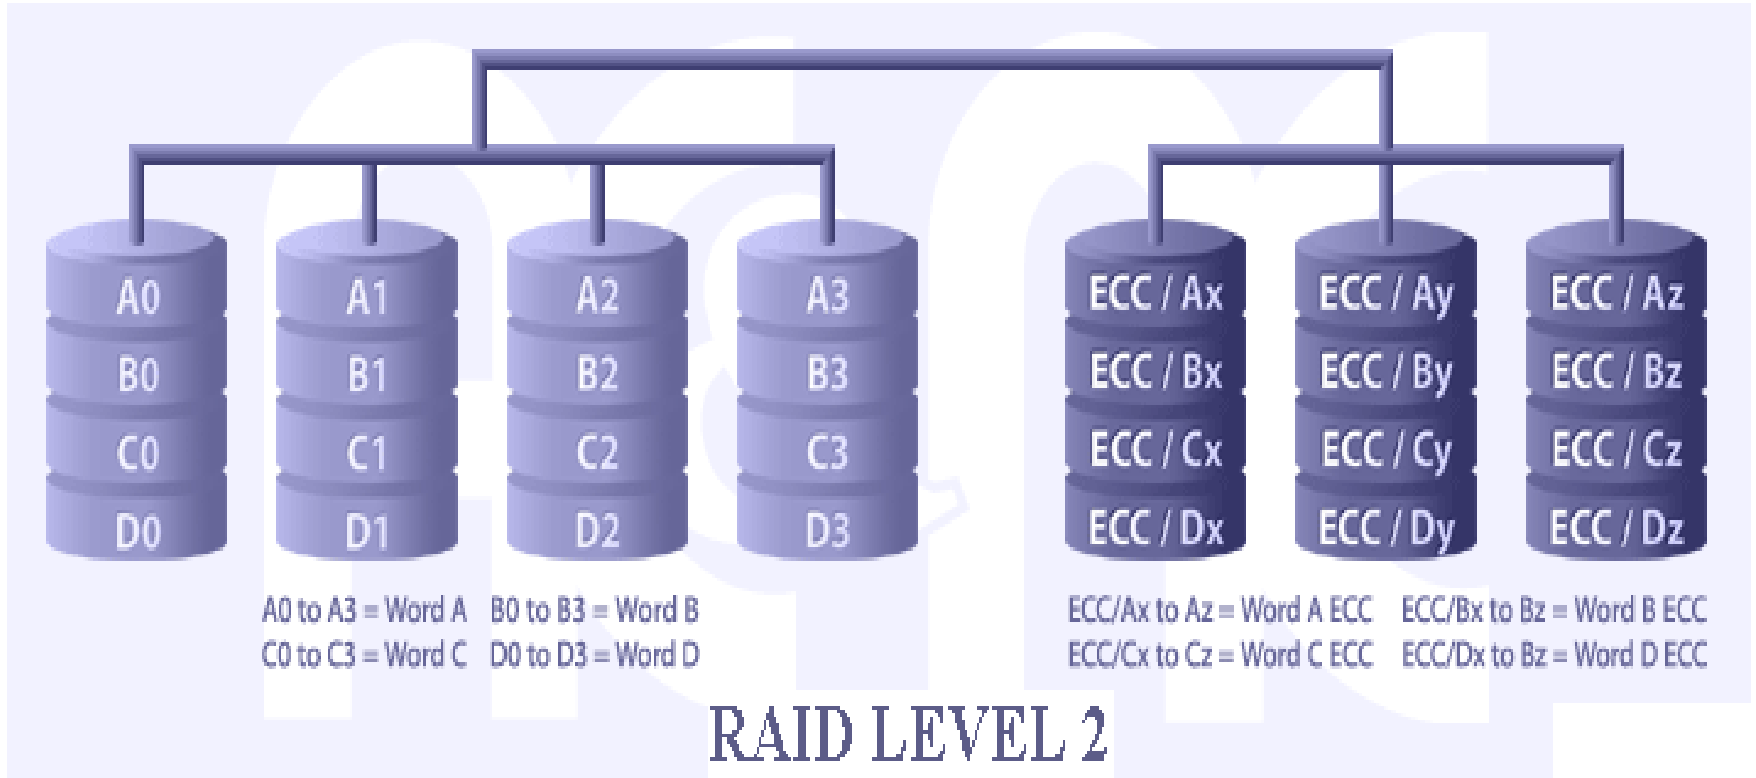 A0 A1 A2 A3 ECC / Ax ECC / Ay ECC / Az
B0 B1 B2 B3 ECC / Bx ECC / By ECC / Bz
C0 C1 C2 C3 ECC / Cx ECC / Cy ECC / Cz
D0 D1 D2 D3 ECC / Dx ECC / Dy ECC / Dz
A0 to A3 = Word A B0 to B3 = Word B ECC/Ax to Az = Word A ECC ECC/Bx to Bz = Word B ECC
C0 to C3 = Word C D0 to D3 = Word D ECC/Cx to Cz = Word C ECC ECC/Dx to Bz = Word D ECC
RAID LEVEL 2